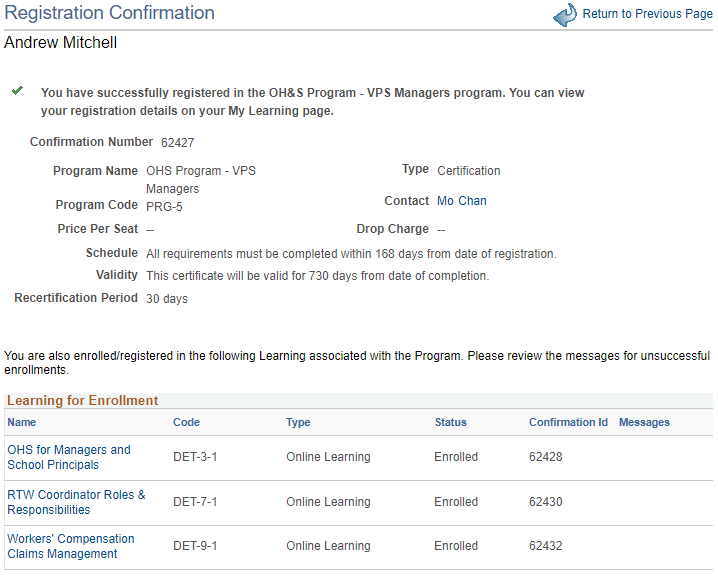 Registration Confirmation
Return to Previous Page
Andrew Mitchell
You have successfully registered in the OH&S Program - VPS Managers program. You can view
your registration details on your My Learning page.
Confirmation Number 62427
Program Name OHS Program - VPS
Managers
Type Certification
Program Code PRG-5
Contact Mo Chan
Price Per Seat --
Drop Charge --
Schedule All requirements must be completed within 168 days from date of registration.
Validity This certificate will be valid for 730 days from date of completion.
Recertification Period 30 days
You are also enrolled/registered in the following Learning associated with the Program. Please review the messages for unsuccessful
enrollments.
Learning for Enrollment
Name Code Type Status Confirmation Id Messages
OHS for Managers and
School Principals
DET-3-1 Online Learning Enrolled 62428
RTW Coordinator Roles &
Responsibilities
DET-7-1 Online Learning Enrolled 62430
Workers' Compensation
Claims Management
DET-9-1 Online Learning Enrolled 62432